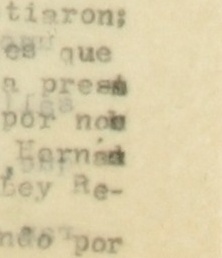 tiaron;
es que
a presa
por nos
, Hernán
Ley Re-
ndo por